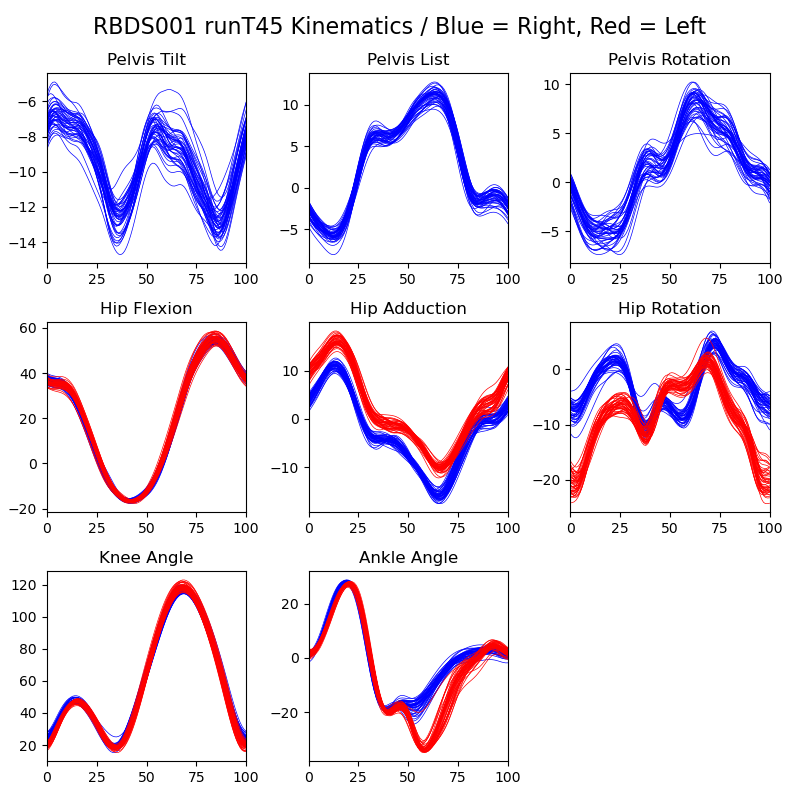 RBDS001 runT45 Kinematics / Blue = Right, Red = Left
Pelvis Tilt
Pelvis List
Pelvis Rotation
−6
−8
−10
−12
−14
0 25 50 75 100
10
5
0
−5
0 25 50 75 100
10
5
0
−5
0 25 50 75 100
Hip Flexion
Hip Adduction
Hip Rotation
60
40
20
0
−20
0 25 50 75 100
10
0
−10
0 25 50 75 100
0
−10
−20
0 25 50 75 100
Knee Angle
Ankle Angle
120
100
80
60
40
20
0 25 50 75 100
20
0
−20
0 25 50 75 100